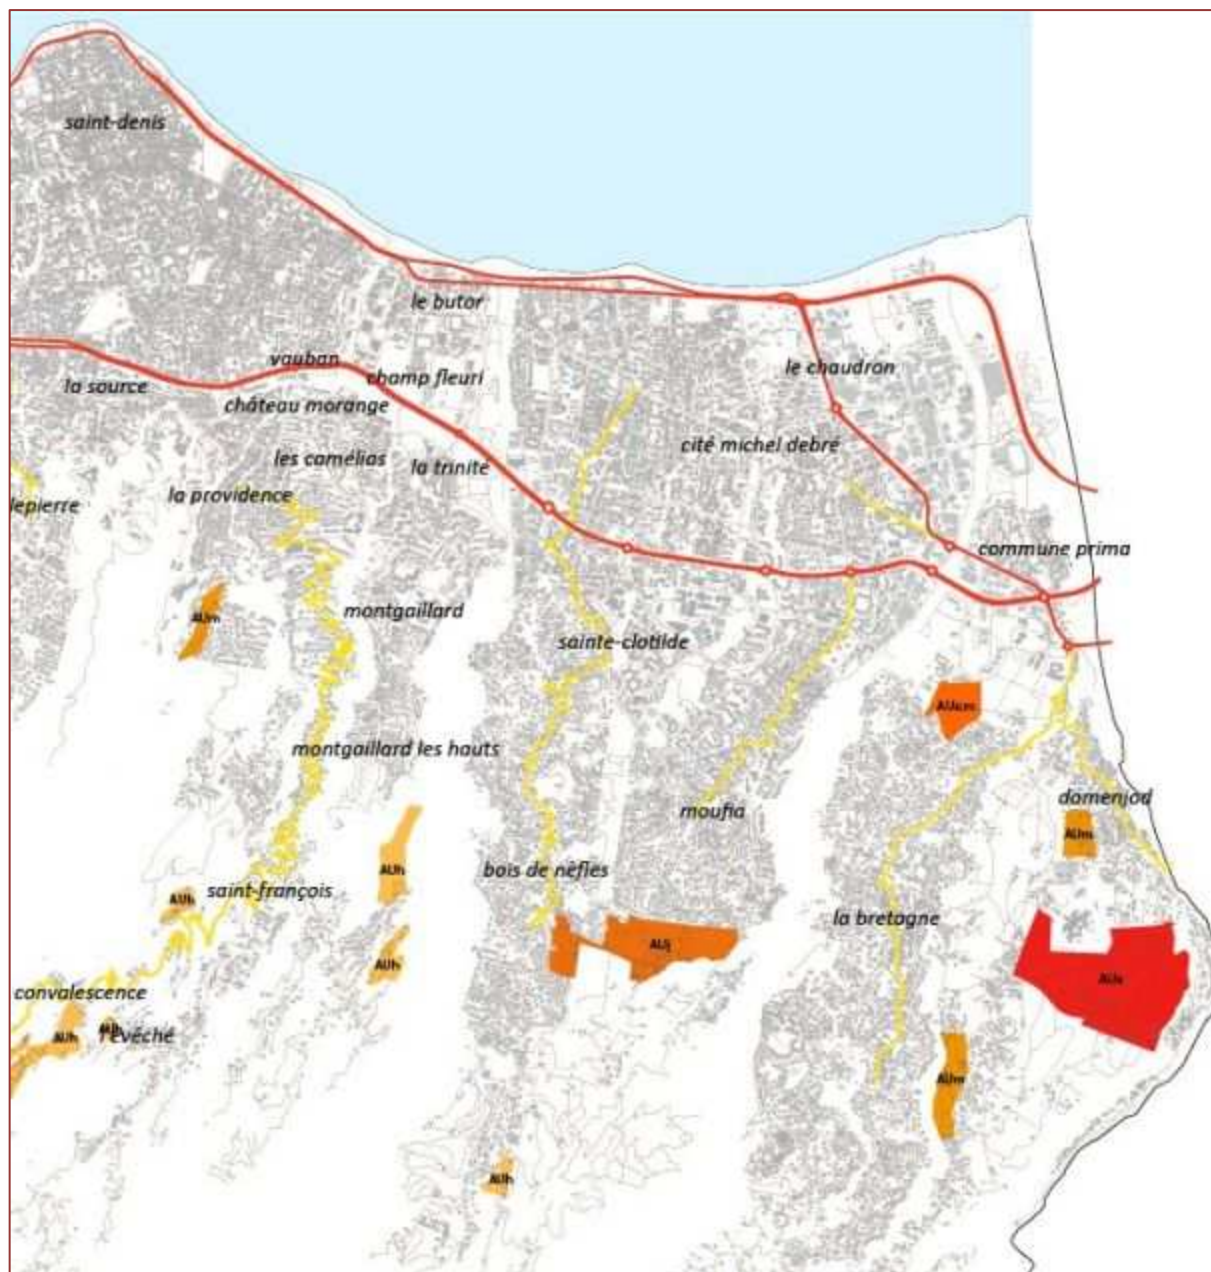 saint-denis
le butor
vauban
la source
champ fleuri
le chaudron
château morange
cité michel debré
les camélias
la trinité
la providence
lepierre
commune prima
AUm
montgaillard
sainte-clotilde
montgaillard les hauts
domenjod
moufia
AUm
AUh
bois de nèfles
saint-françois
AUh
la bretagne
AUj
AUh
convalescence
AUh
l'évêché
AUm
AUh